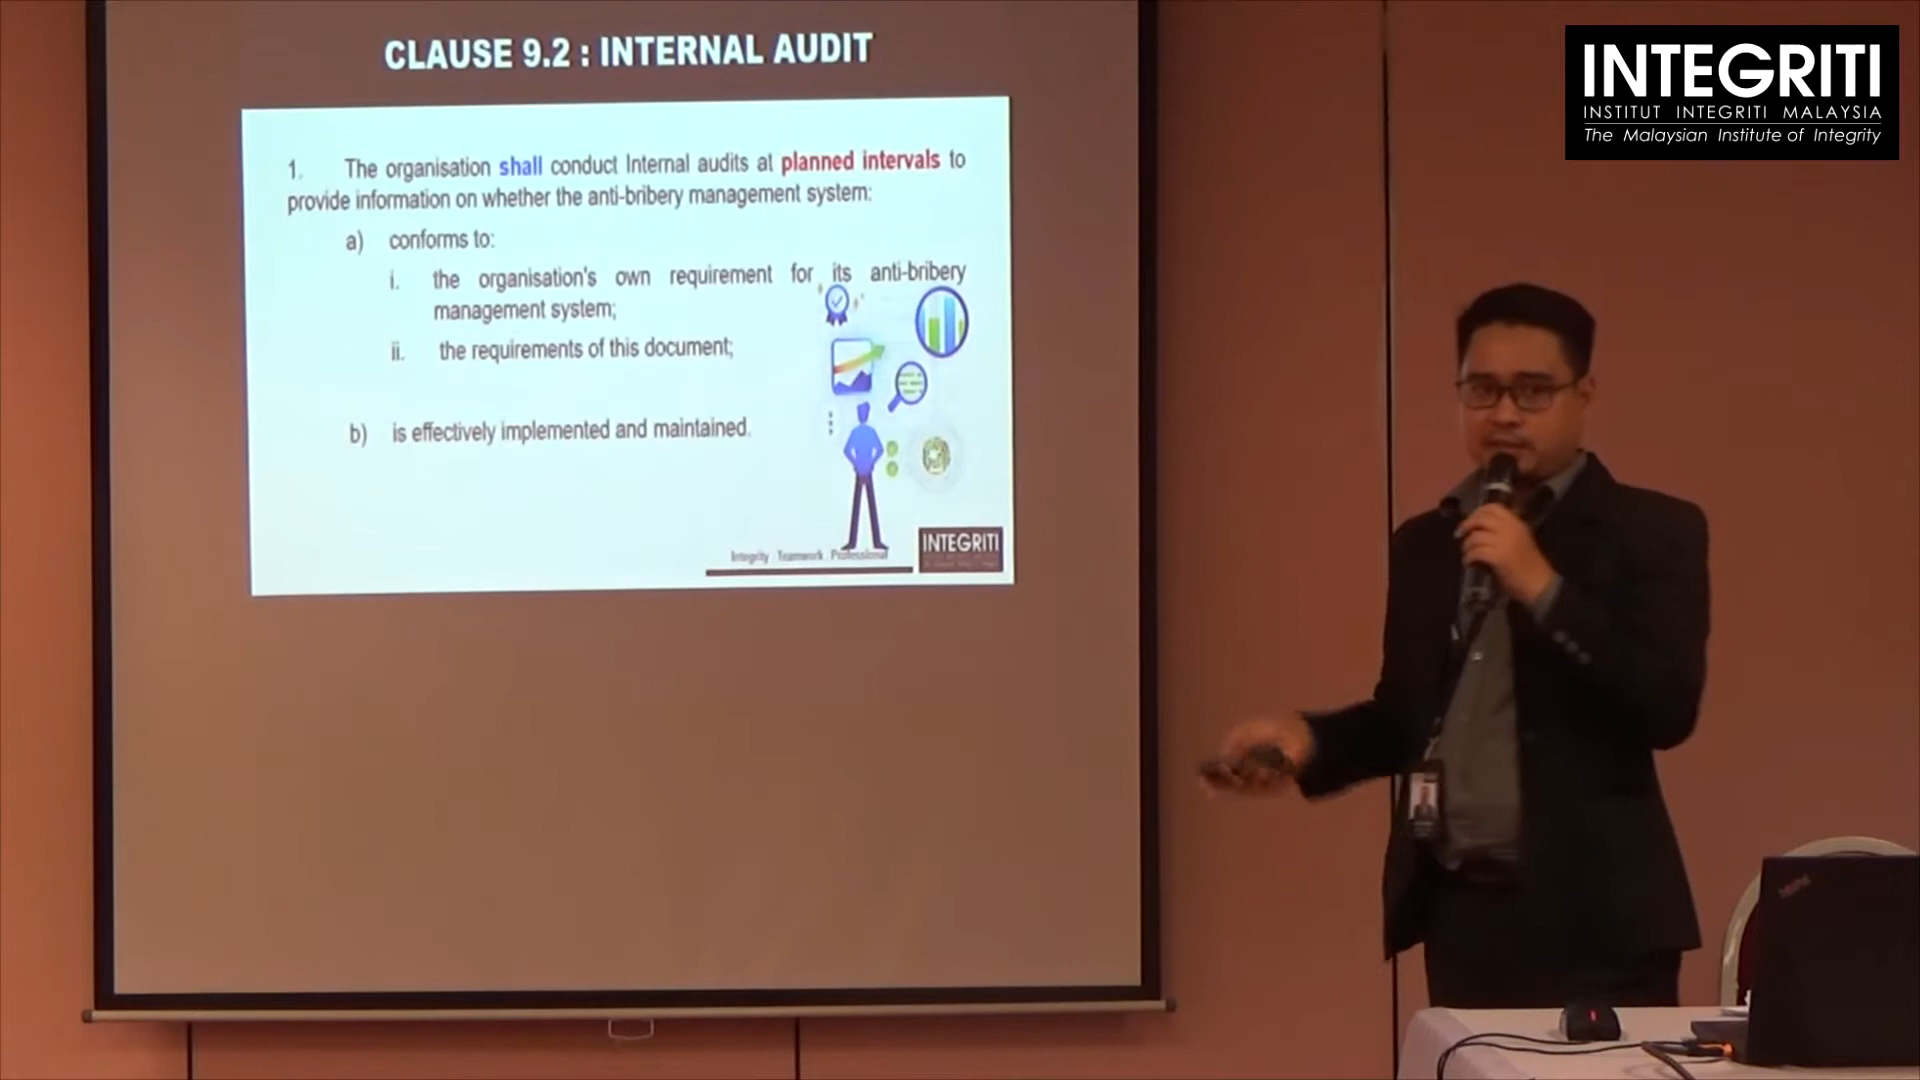 CLAUSE 9.2 : INTERNAL AUDIT
1. The organisation shall conduct Internal audits at planned intervals to
provide information on whether the anti-bribery management system:
a) conforms to:
i. the organisation's own requirement for its anti-bribery
management system;
ii. the requirements of this document;
b) is effectively implemented and maintained.
Integrity . Teamwork . Professional
INTEGRITI
INTEGRITI
INSTITUT INTEGRITI MALAYSIA
The Malaysian Institute of Integrity